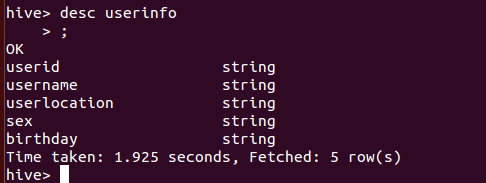 hive> desc userinfo
    > ;
OK
userid                  string
username                string
userlocation            string
sex                     string
birthday                string
Time taken: 1.925 seconds, Fetched: 5 row(s)
hive>